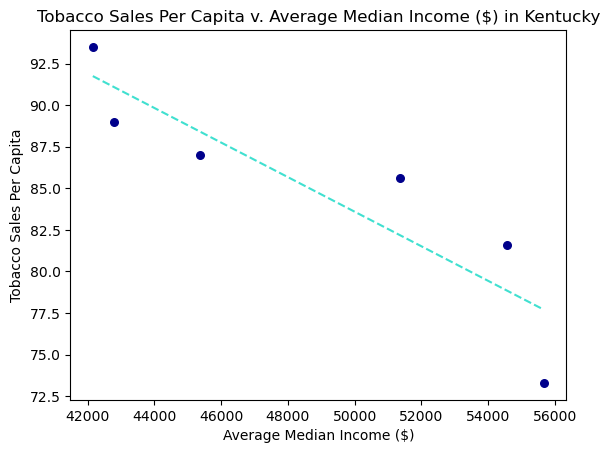 Tobacco Sales Per Capita v. Average Median Income ($) in Kentucky
92.5
90.0
87.5
85.0
82.5
80.0
77.5
75.0
72.5
Tobacco Sales Per Capita
42000 44000 46000 48000 50000 52000 54000 56000
Average Median Income ($)